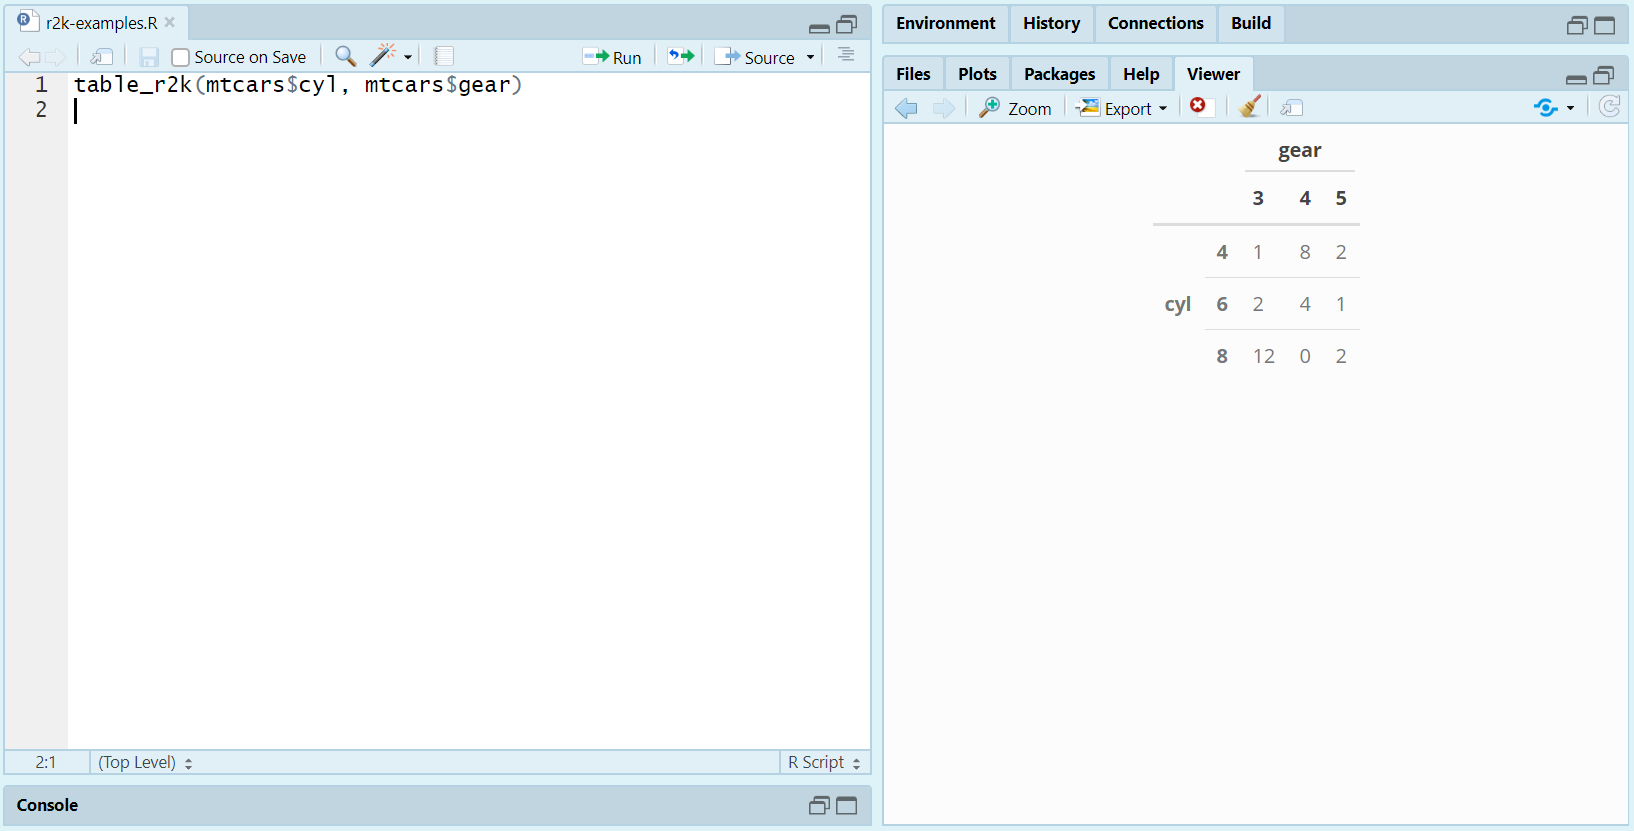 r2k-examples.R
Source on Save
Run
Source
1 table_r2k(mtcars$cyl, mtcars$gear)
2
2:1 (Top Level) R Script
Console
Environment History Connections Build
Files Plots Packages Help Viewer
Zoom Export
gear
3 4 5
4 1 8 2
cyl 6 2 4 1
8 12 0 2